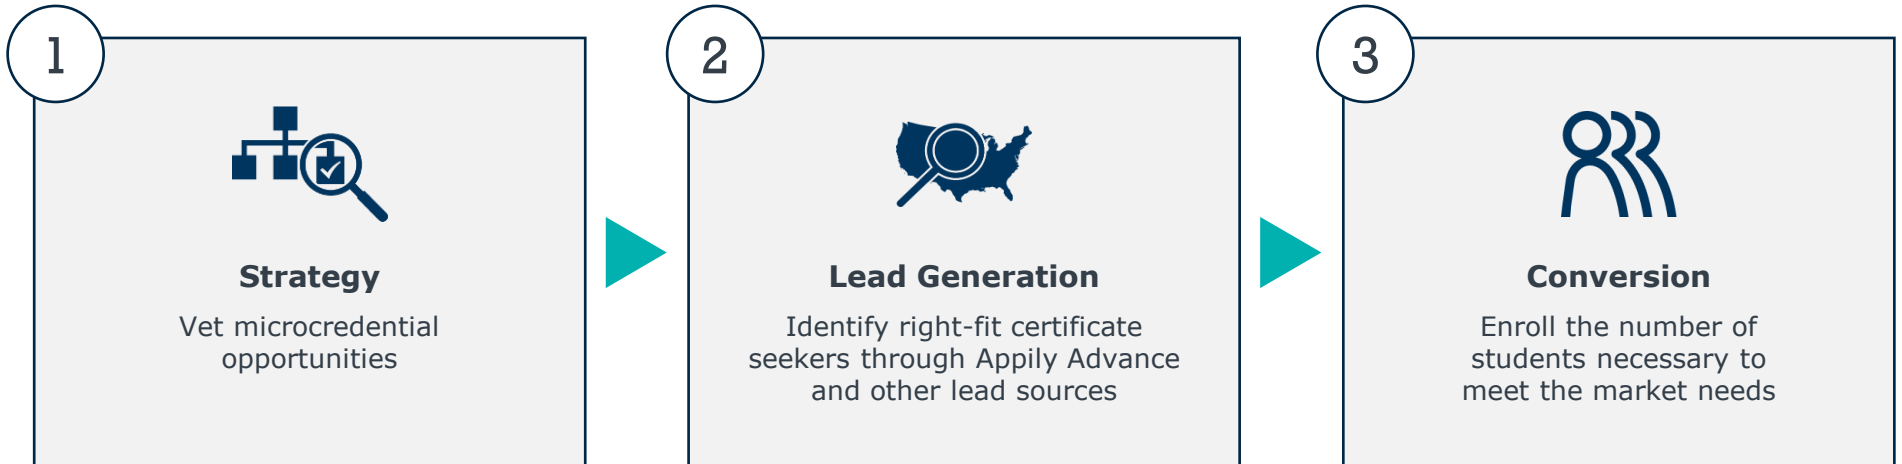 1
Strategy
Vet microcredential
opportunities
2
Lead Generation
Identify right-fit certificate
seekers through Appily Advance
and other lead sources
3
Conversion
Enroll the number of
students necessary to
meet the market needs